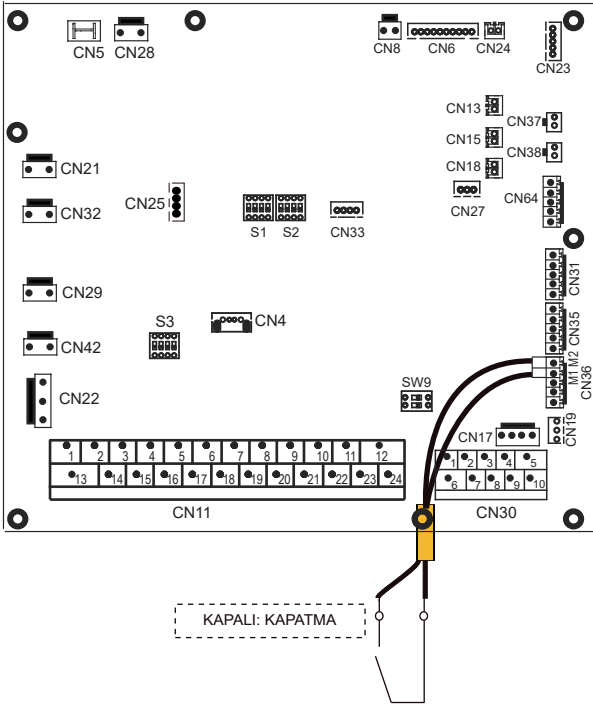 CN5 CN28 CN8 CN6 CN24
CN23
CN13
CN37
CN15
CN38
CN18
CN21
CN25
CN32
CN27
CN64
S1 S2 CN33
CN31
CN29
S3
CN4
CN35
CN42
M1 M2
CN36
SW9
CN22
CN17
CN19
1 2 3 4 5 6 7 8 9 10 11 12
13 14 15 16 17 18 19 20 21 22 23 24
1 2 3 4 5
6 7 8 9 10
CN11
CN30
KAPALI: KAPATMA